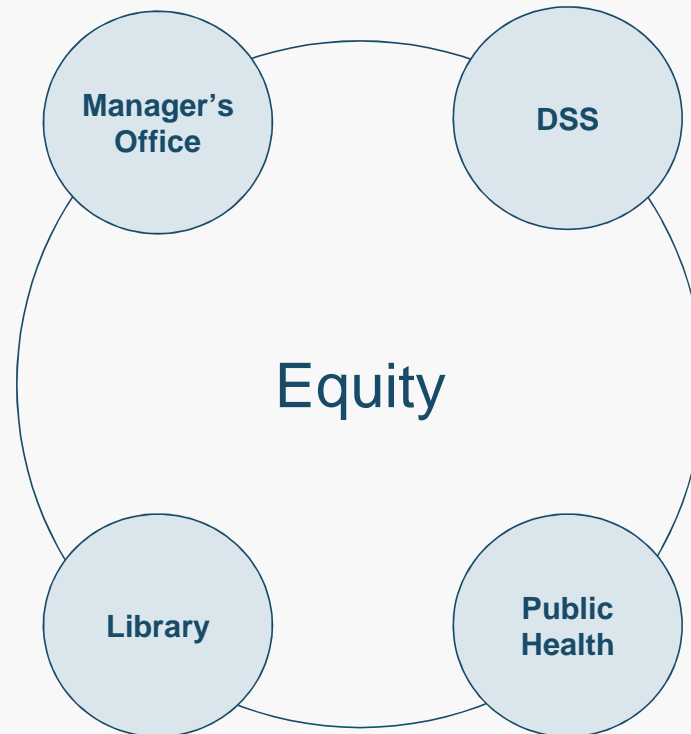 Manager’s
Office
DSS
Equity
Library
Public
Health